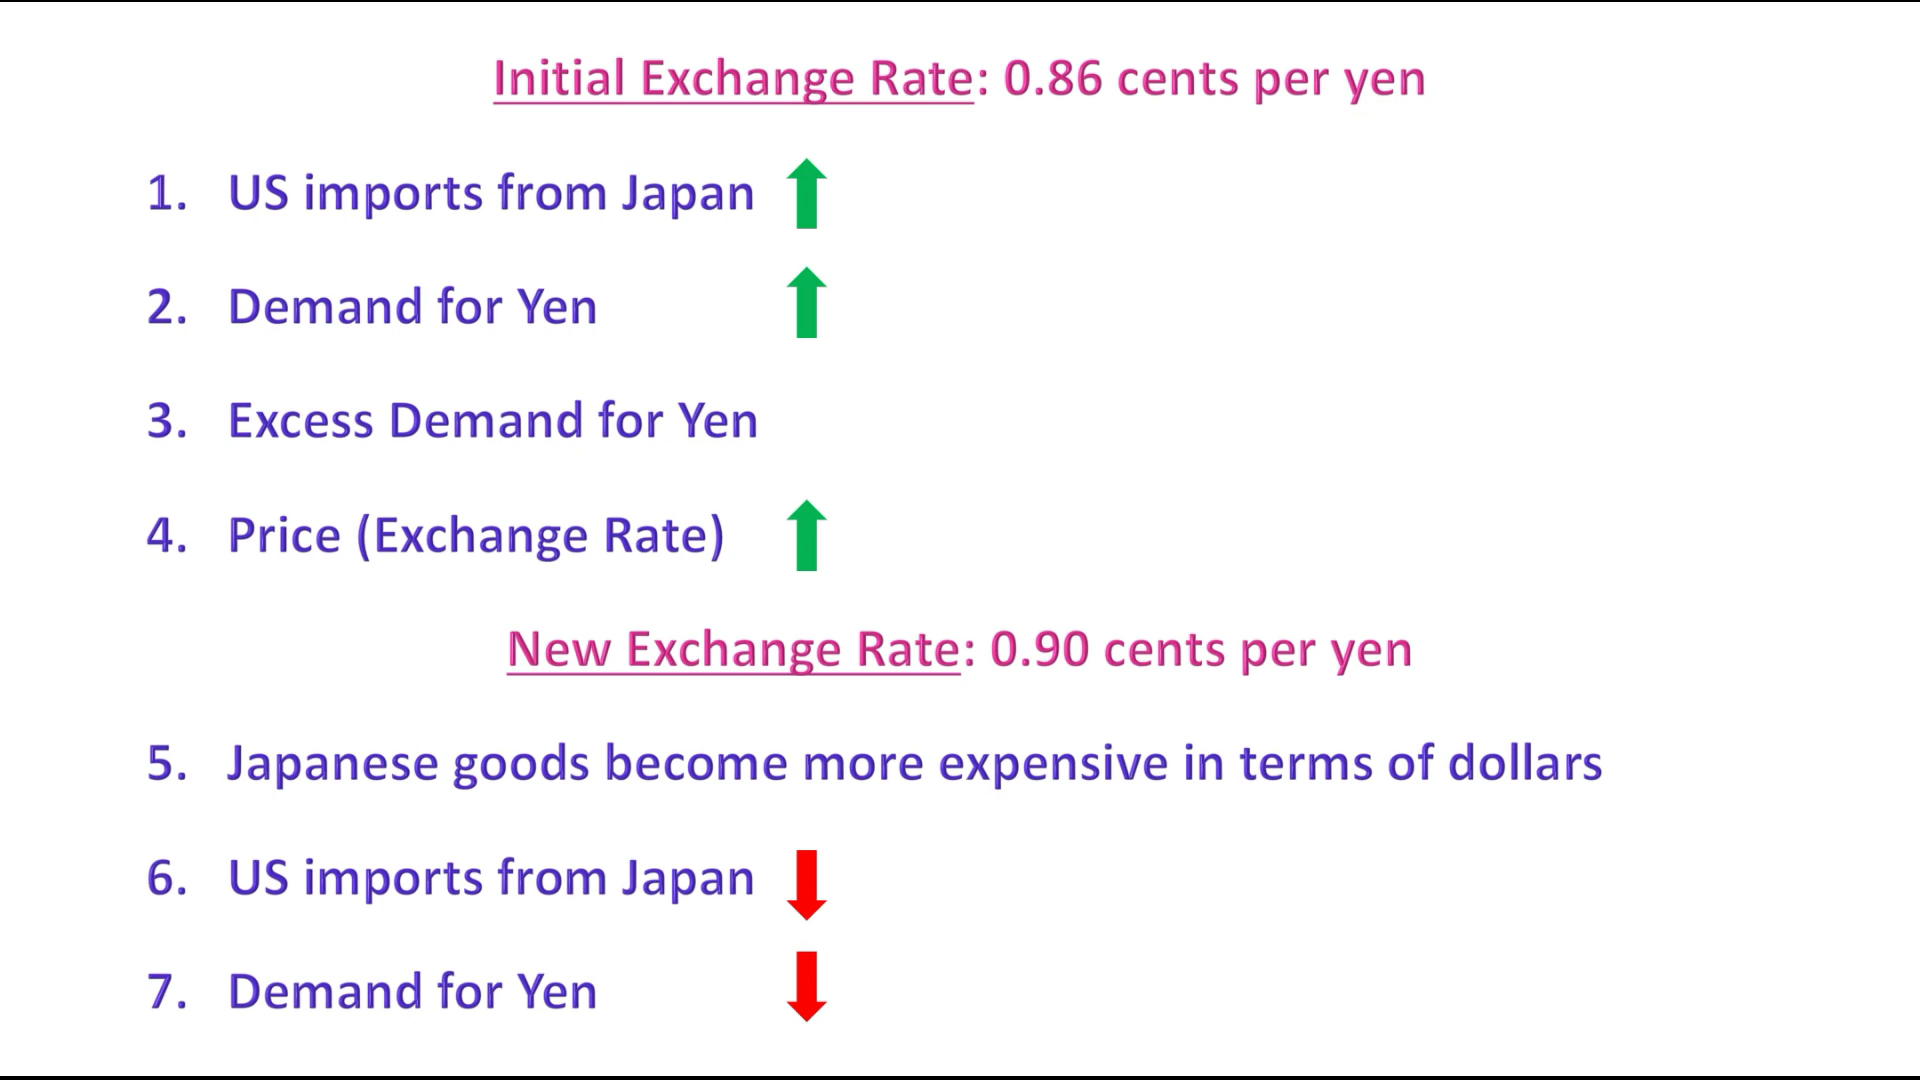 Initial Exchange Rate: 0.86 cents per yen
1. US imports from Japan
2. Demand for Yen
3. Excess Demand for Yen
4. Price (Exchange Rate)
New Exchange Rate: 0.90 cents per yen
5. Japanese goods become more expensive in terms of dollars
6. US imports from Japan
7. Demand for Yen